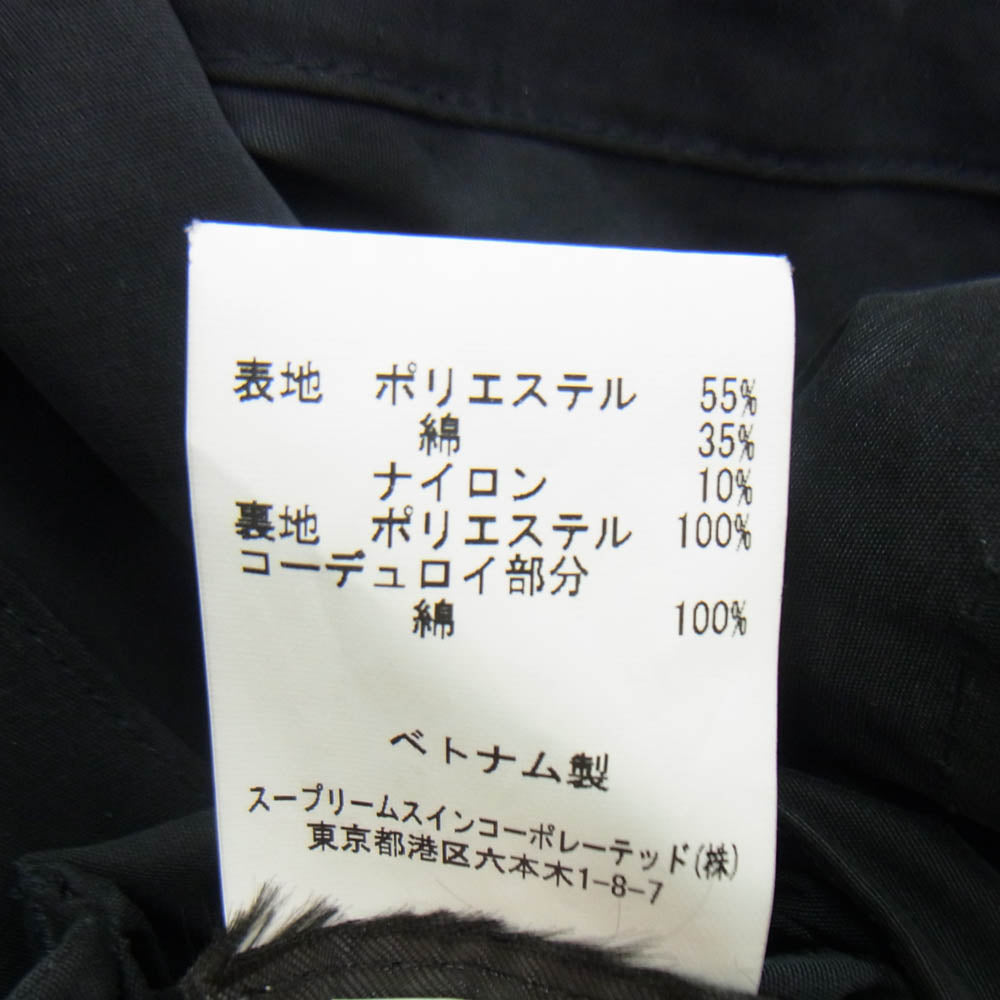 表地　ポリエステル　55%
綿　35%
ナイロン　10%
裏地　ポリエステル　100%
コーデュロイ部分
綿　100%
ベトナム製
スープリームスインコーポレーテッド(株)
東京都港区六本木1-8-7